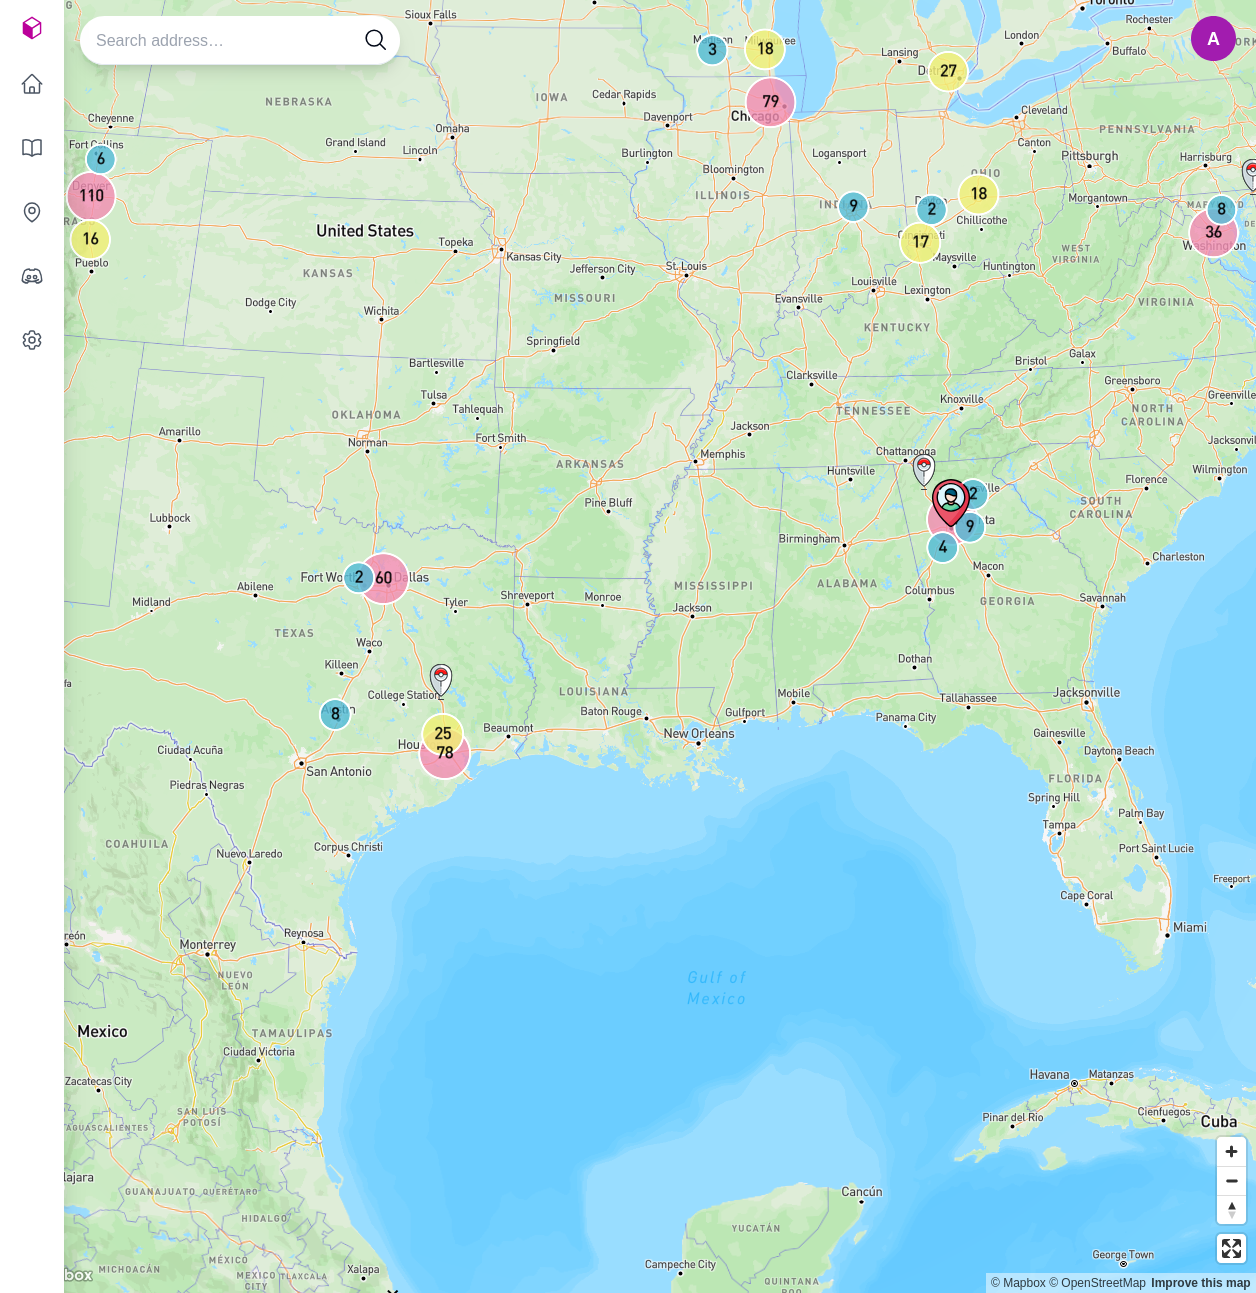 Search address…
A
Sioux Falls
Toronto
Rochester
London
Buffalo
Lansing
3
18
27
NEBRASKA
IOWA
Cedar Rapids
79
Chicago
Davenport
Cleveland
PENNSYLVANIA
Cheyenne
Omaha
Grand Island
Lincoln
Burlington
Logansport
Canton
Pittsburgh
Harrisburg
Fort Collins
6
Bloomington
ILLINOIS
OHIO
110
18
Morgantown
9
2
8
Chillicothe
36
Washington
United States
16
Topeka
Kansas City
17
Maysville
WEST
VIRGINIA
Pueblo
KANSAS
Jefferson City
St. Louis
Huntington
Louisville
Lexington
MISSOURI
Evansville
VIRGINIA
Dodge City
Wichita
KENTUCKY
Springfield
Bartlesville
Bristol
Galax
Clarksville
Greensboro
Tulsa
Tahlequah
TENNESSEE
Knoxville
Greenville
OKLAHOMA
NORTH
CAROLINA
Amarillo
Norman
Fort Smith
Jackson
Jacksonvil
Memphis
Chattanooga
ARKANSAS
Huntsville
Wilmington
Florence
2
Pine Bluff
SOUTH
CAROLINA
Lubbock
9
Birmingham
4
Charleston
Macon
Fort Wor
2
60
Dallas
Abilene
MISSISSIPPI
ALABAMA
Columbus
Midland
Tyler
Shreveport
Monroe
Jackson
GEORGIA
Savannah
TEXAS
Waco
Killeen
Dothan
College Station
LOUISIANA
Mobile
Tallahassee
Jacksonville
8
Baton Rouge
Gulfport
Panama City
25
Beaumont
New Orleans
Gainesville
78
Ciudad Acuña
San Antonio
Daytona Beach
Piedras Negras
FLORIDA
Spring Hill
Palm Bay
Tampa
COAHUILA
Nuevo Laredo
Corpus Christi
Port Saint Lucie
Freeport
Cape Coral
Miami
Reynosa
Monterrey
NUEVO
LEÓN
Gulf of
Mexico
Mexico
TAMAULIPAS
Ciudad Victoria
Havana
Matanzas
Zacatecas City
SAN LUIS
POTOSÍ
AGUASCALIENTES
Pinar del Río
Cienfuegos
Cuba
GUANAJUATO
QUERÉTARO
Cancún
HIDALGO
YUCATÁN
MÉXICO
MICHOACÁN
MEXICO
CITY
TLAXCALA
Xalapa
Campeche City
QUINTANA
George Town
© Mapbox © OpenStreetMap Improve this map